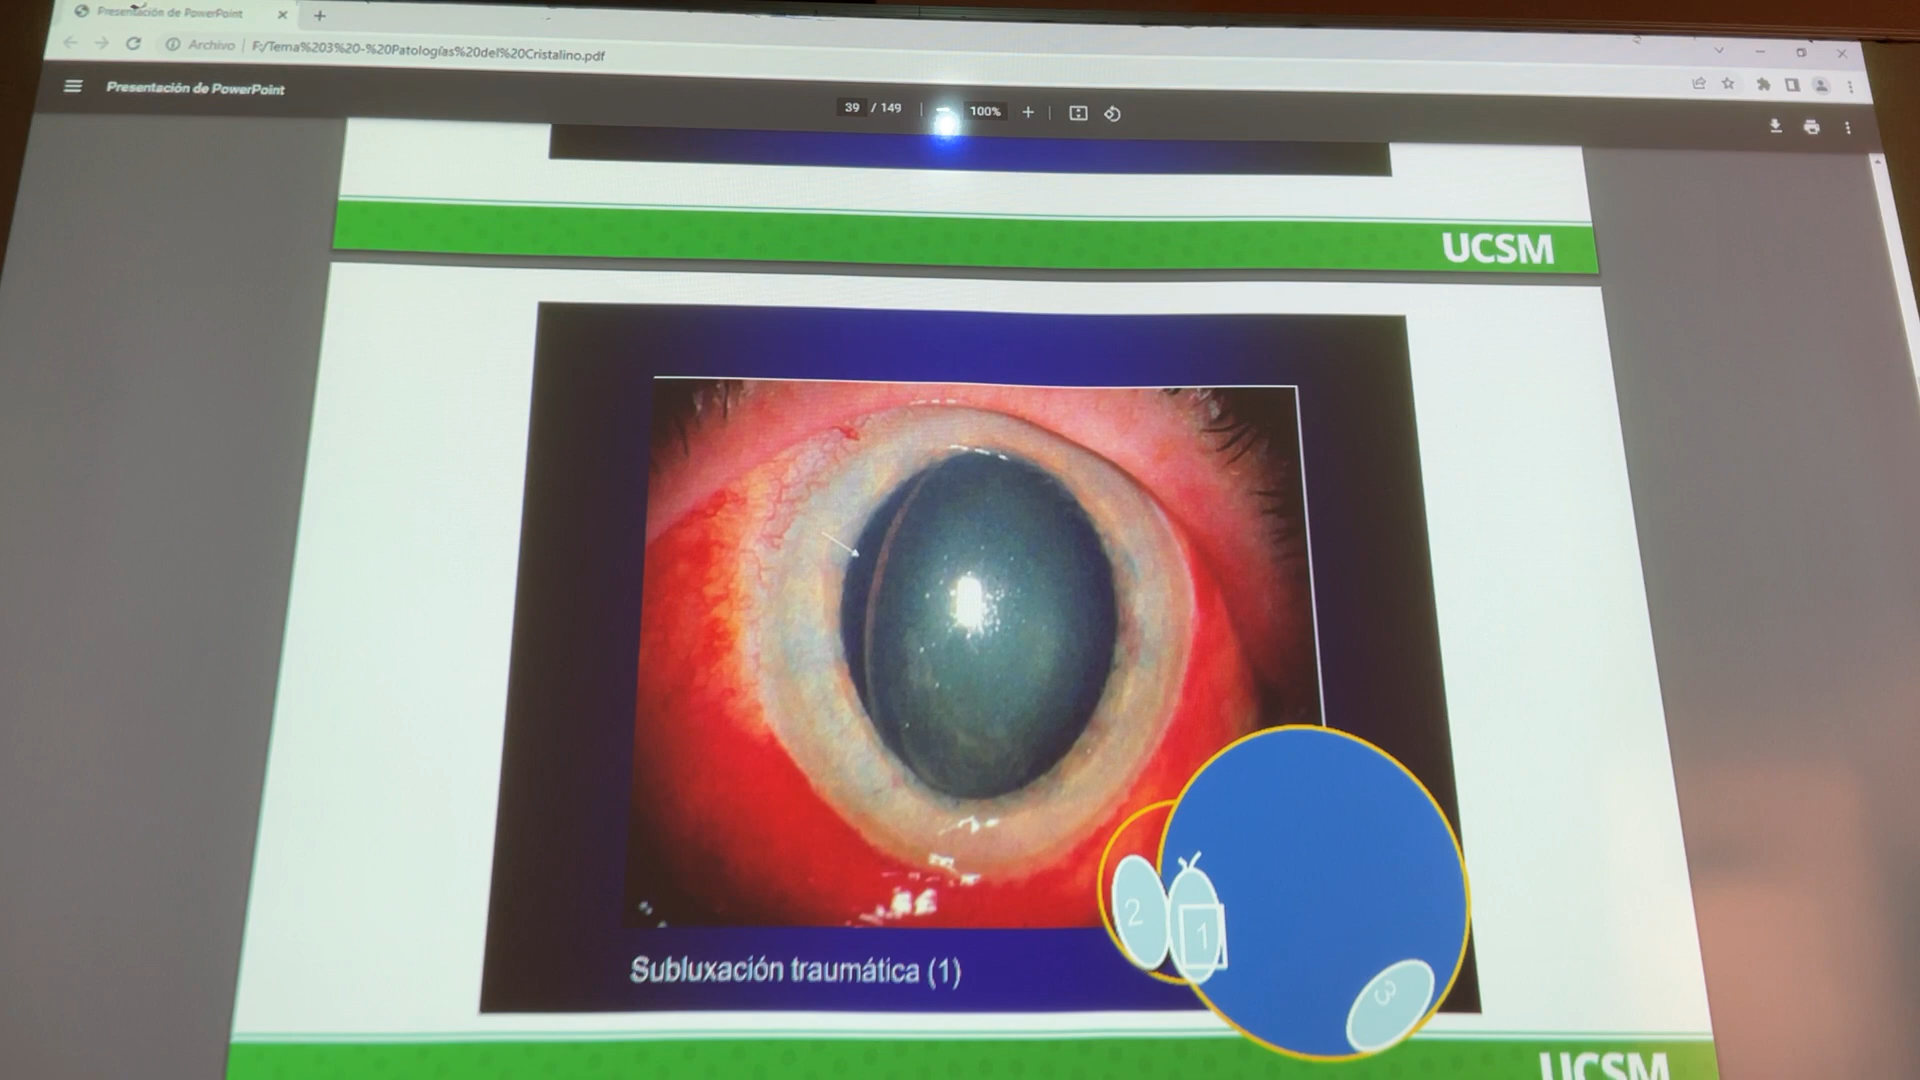 Presentación de PowerPoint
Archivo | F:/Tema%203%20-%20Patologías%20del%20Cristalino.pdf
Presentación de PowerPoint
39 / 149
100%
UCSM
2
1
3
Subluxación traumática (1)
UCSM